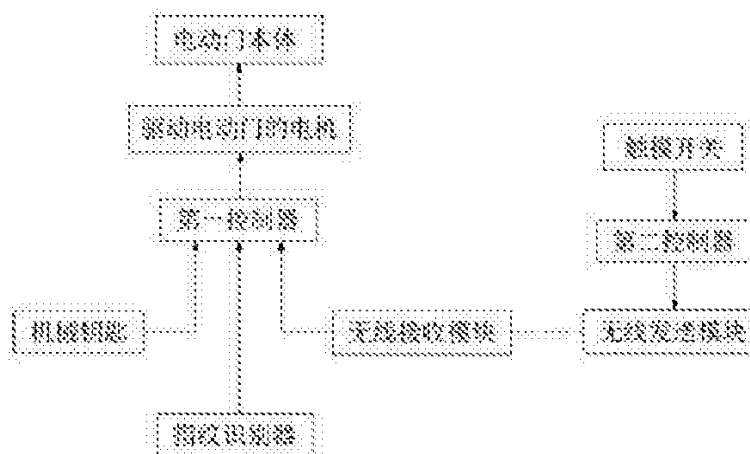 电动门本体
驱动电动门的电机
触摸开关
第一控制器
第二控制器
机械钥匙
无线接收模块
无线发送模块
指纹识别器